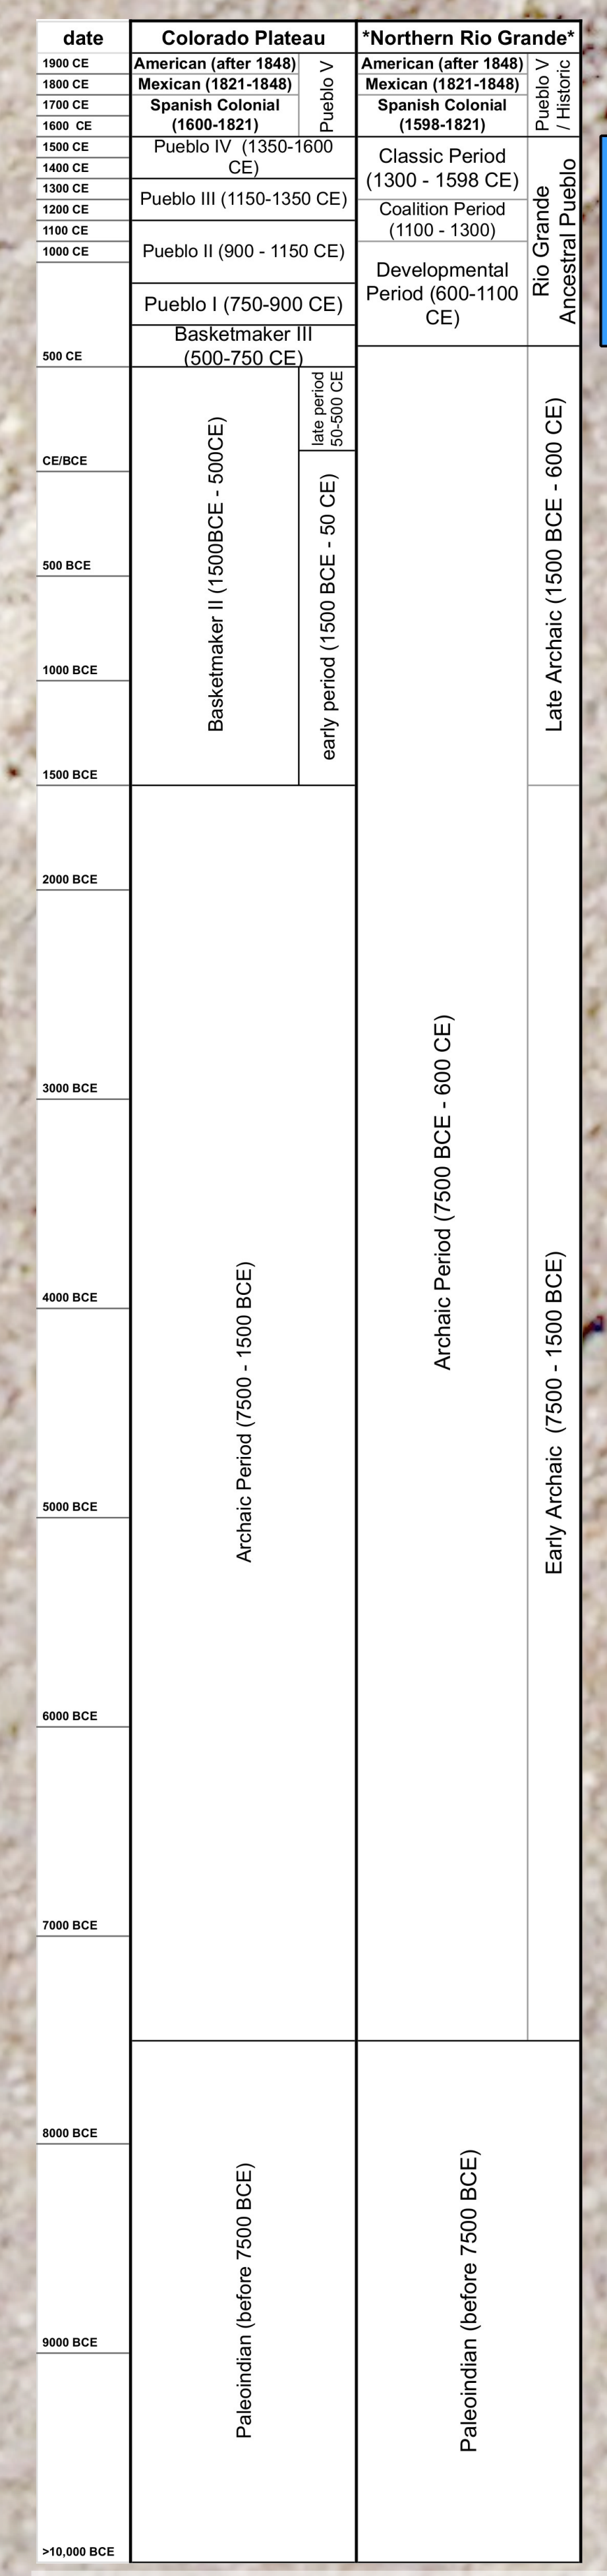 date
Colorado Plateau
*Northern Rio Grande*
1900 CE
1800 CE
1700 CE
1600 CE
1500 CE
1400 CE
1300 CE
1200 CE
1100 CE
1000 CE
500 CE
CE/BCE
500 BCE
1000 BCE
1500 BCE
2000 BCE
3000 BCE
4000 BCE
5000 BCE
6000 BCE
7000 BCE
8000 BCE
9000 BCE
>10,000 BCE
American (after 1848)
Mexican (1821-1848)
Spanish Colonial
(1600-1821)
Pueblo V
Pueblo IV (1350-1600
CE)
Pueblo III (1150-1350 CE)
Pueblo II (900 - 1150 CE)
Pueblo I (750-900 CE)
Basketmaker III
(500-750 CE)
Basketmaker II (1500BCE - 500CE)
late period
50-500 CE
early period (1500 BCE - 50 CE)
Archaic Period (7500 - 1500 BCE)
Paleoindian (before 7500 BCE)
American (after 1848)
Mexican (1821-1848)
Spanish Colonial
(1598-1821)
Pueblo V
/ Historic
Classic Period
(1300 - 1598 CE)
Coalition Period
(1100 - 1300)
Developmental
Period (600-1100
CE)
Rio Grande
Ancestral Pueblo
Archaic Period (7500 BCE - 600 CE)
Late Archaic (1500 BCE - 600 CE)
Early Archaic (7500 - 1500 BCE)
Paleoindian (before 7500 BCE)